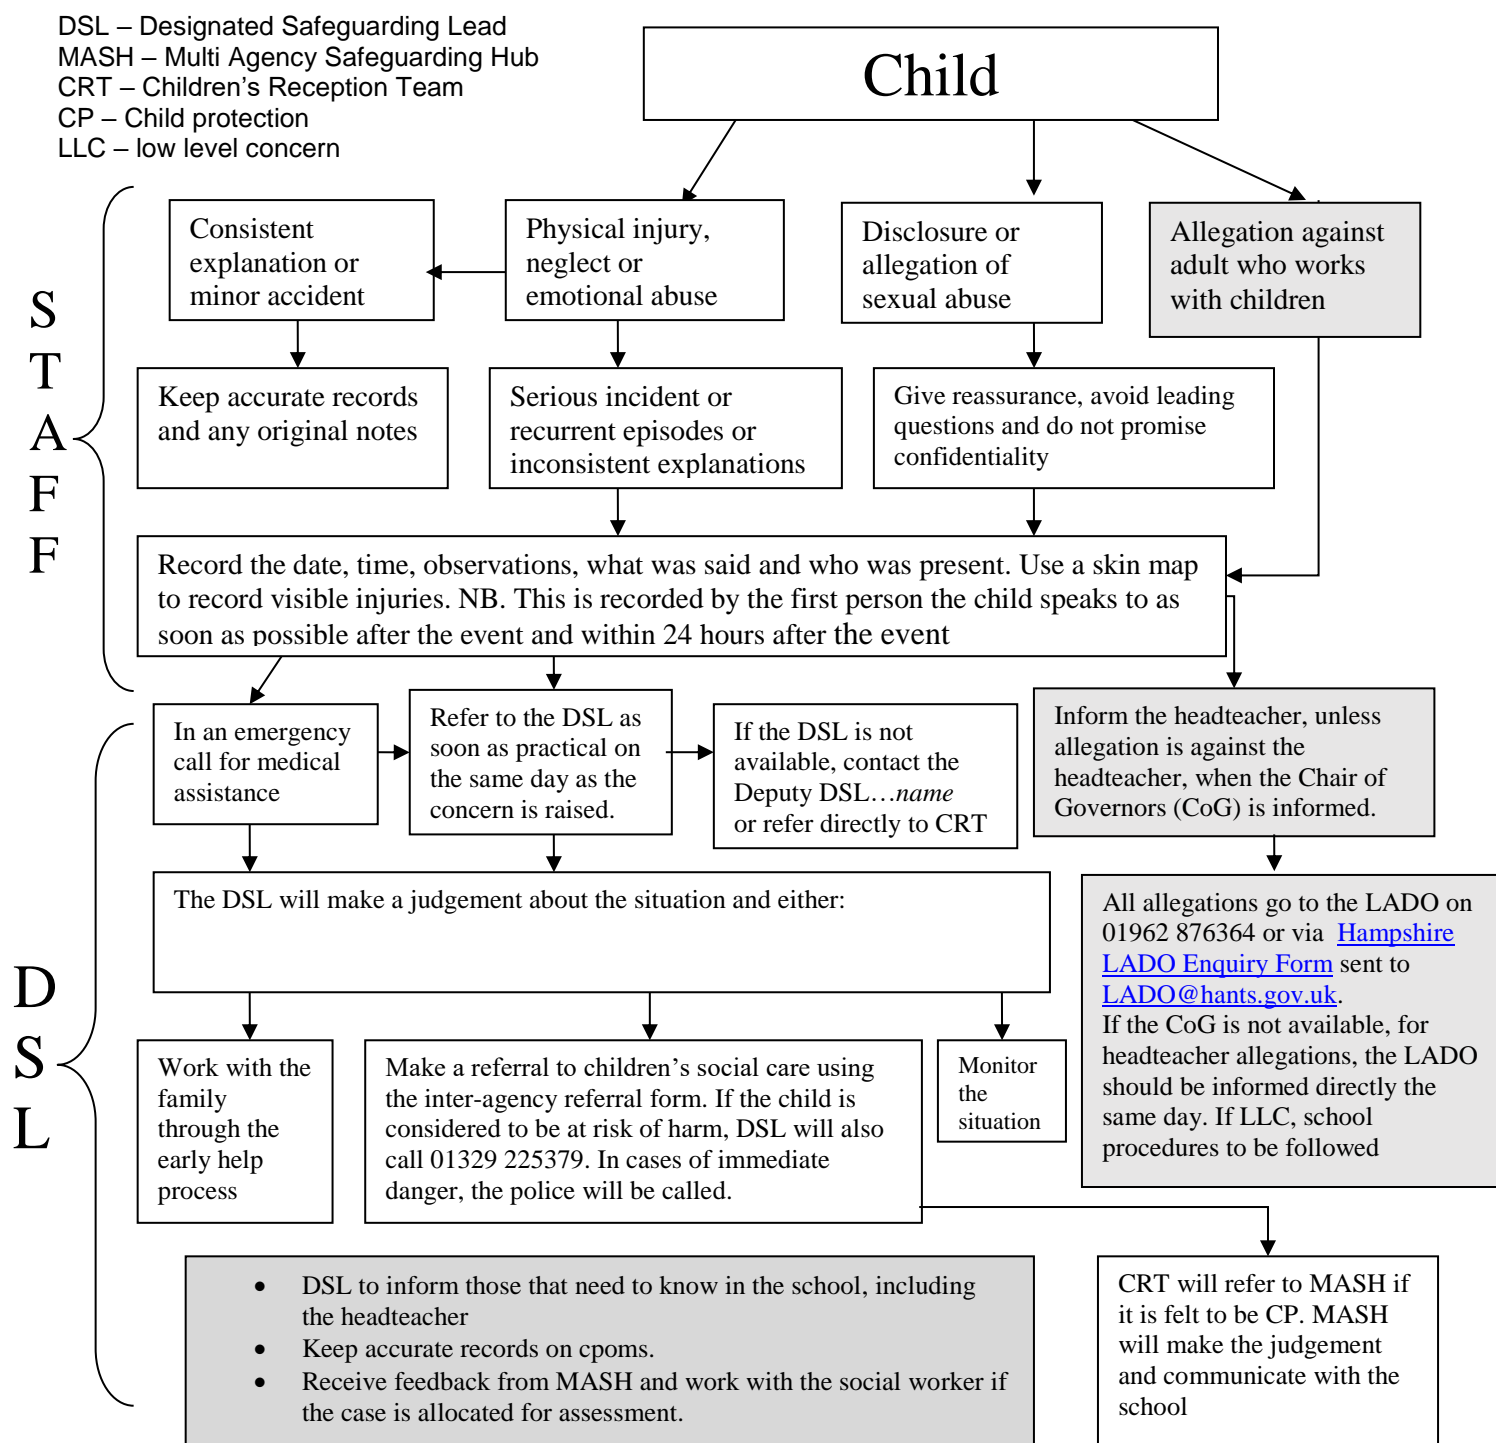 DSL – Designated Safeguarding Lead
MASH – Multi Agency Safeguarding Hub
CRT – Children's Reception Team
CP – Child protection
LLC – low level concern
Child
S
T
A
F
F
Consistent
explanation or
minor accident
Physical injury,
neglect or
emotional abuse
Disclosure or
allegation of
sexual abuse
Allegation against
adult who works
with children
Keep accurate records
and any original notes
Serious incident or
recurrent episodes or
inconsistent explanations
Give reassurance, avoid leading
questions and do not promise
confidentiality
Record the date, time, observations, what was said and who was present. Use a skin map
to record visible injuries. NB. This is recorded by the first person the child speaks to as
soon as possible after the event and within 24 hours after the event
D
S
L
In an emergency
call for medical
assistance
Refer to the DSL as
soon as practical on
the same day as the
concern is raised.
If the DSL is not
available, contact the
Deputy DSL…name
or refer directly to CRT
Inform the headteacher, unless
allegation is against the
headteacher, when the Chair of
Governors (CoG) is informed.
The DSL will make a judgement about the situation and either:
All allegations go to the LADO on
01962 876364 or via Hampshire
LADO Enquiry Form sent to
LADO@hants.gov.uk.
If the CoG is not available, for
headteacher allegations, the LADO
should be informed directly the
same day. If LLC, school
procedures to be followed
Work with the
family
through the
early help
process
Make a referral to children's social care using
the inter-agency referral form. If the child is
considered to be at risk of harm, DSL will also
call 01329 225379. In cases of immediate
danger, the police will be called.
Monitor
the
situation
• DSL to inform those that need to know in the school, including
the headteacher
• Keep accurate records on cpoms.
• Receive feedback from MASH and work with the social worker if
the case is allocated for assessment.
CRT will refer to MASH if
it is felt to be CP. MASH
will make the judgement
and communicate with the
school